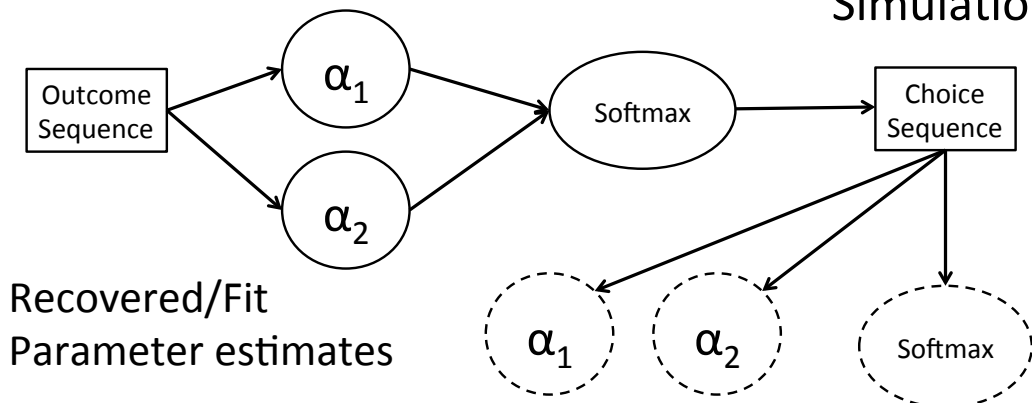 Simulatio
Outcome
Sequence
α1
α2
Softmax
Choice
Sequence
Recovered/Fit
Parameter estimates
α1
α2
Softmax